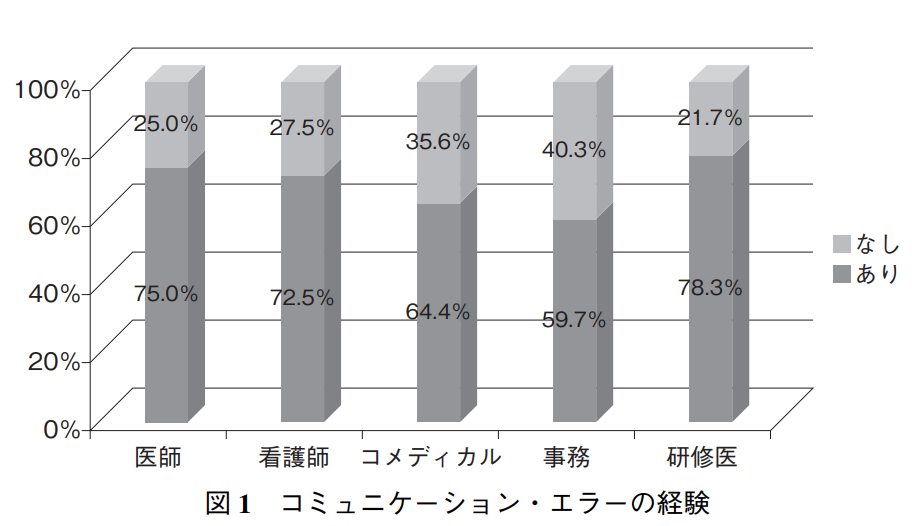 100%
80%
60%
40%
20%
0%
25.0%
27.5%
35.6%
40.3%
21.7%
75.0%
72.5%
64.4%
59.7%
78.3%
なし
あり
医師
看護師
コメディカル
事務
研修医
図1 コミュニケーション・エラーの経験